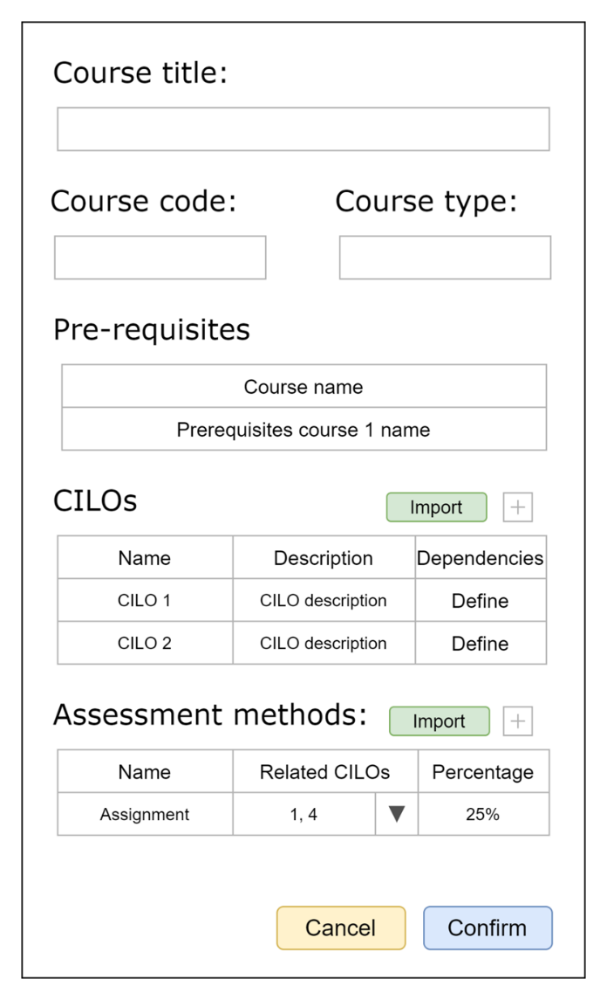 Course title:
Course code: Course type:
Pre-requisites
Course name
Prerequisites course 1 name
CILOs Import +
Name Description Dependencies
CILO 1 CILO description Define
CILO 2 CILO description Define
Assessment methods: Import +
Name Related CILOs Percentage
Assignment 1, 4 ▼ 25%
Cancel Confirm